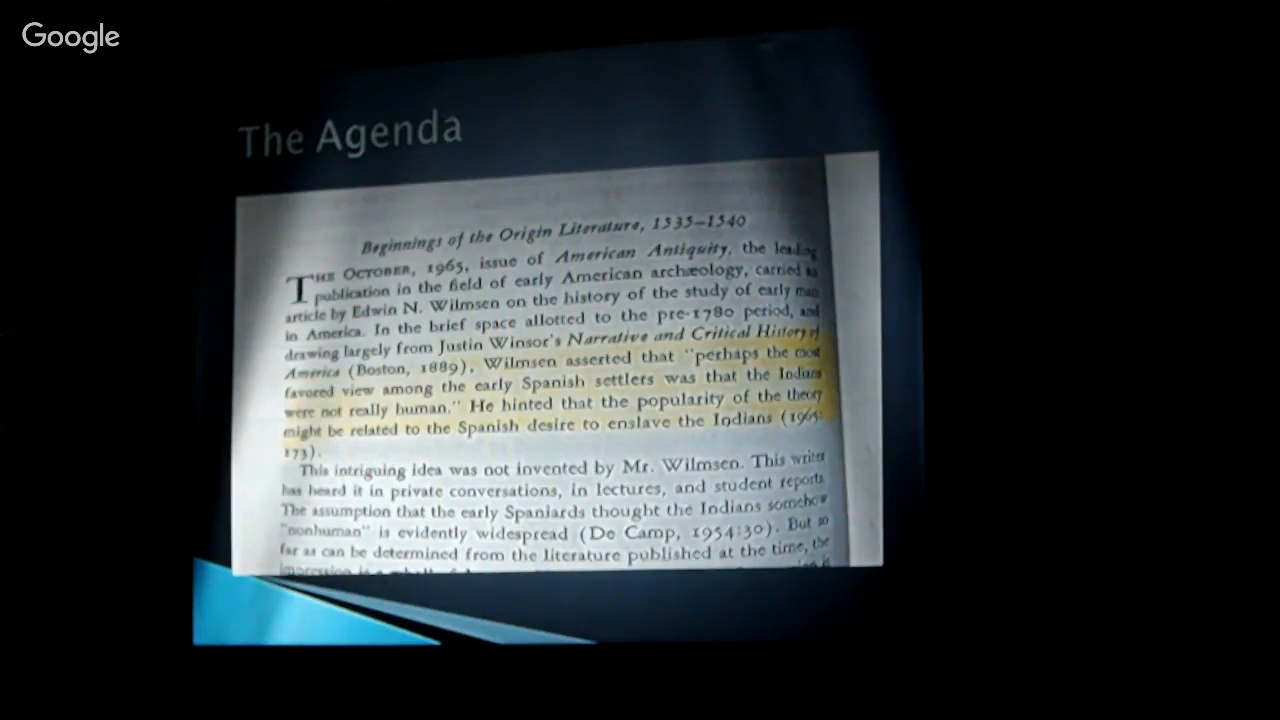 Google
The Agenda
Beginnings of the Origin Literature, 1535–1540
THE OCTOBER, 1965, issue of American Antiquity, the leading
publication in the field of early American archæology, carried an
article by Edwin N. Wilmsen on the history of the study of early man
in America. In the brief space allotted to the pre-1780 period, and
drawing largely from Justin Winsor's Narrative and Critical History of
America (Boston, 1889), Wilmsen asserted that "perhaps the most
favored view among the early Spanish settlers was that the Indians
were not really human." He hinted that the popularity of the theory
might be related to the Spanish desire to enslave the Indians (1965:
173).
This intriguing idea was not invented by Mr. Wilmsen. This writer
has heard it in private conversations, in lectures, and student reports.
The assumption that the early Spaniards thought the Indians somehow
"nonhuman" is evidently widespread (De Camp, 1954:30). But so
far as can be determined from the literature published at the time, the
impression is a